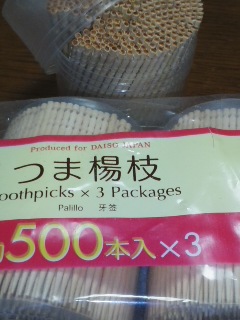 Produced for DAISO JAPAN
つま楊枝
oothpicks × 3 Packages
Palillo 牙签
約500本入×3